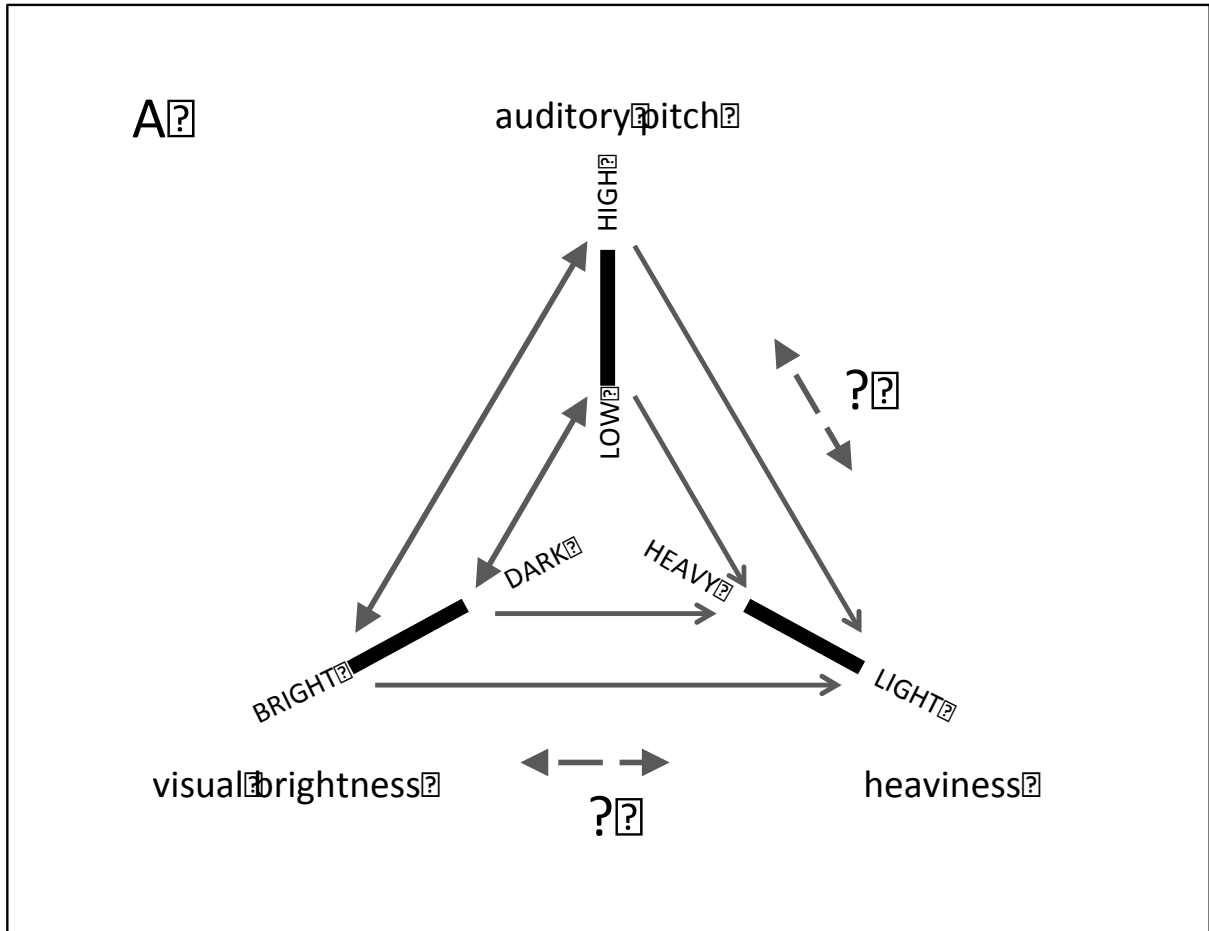 A
auditory pitch
HIGH
LOW
?
DARK
HEAVY
BRIGHT
LIGHT
visual brightness
heaviness
?